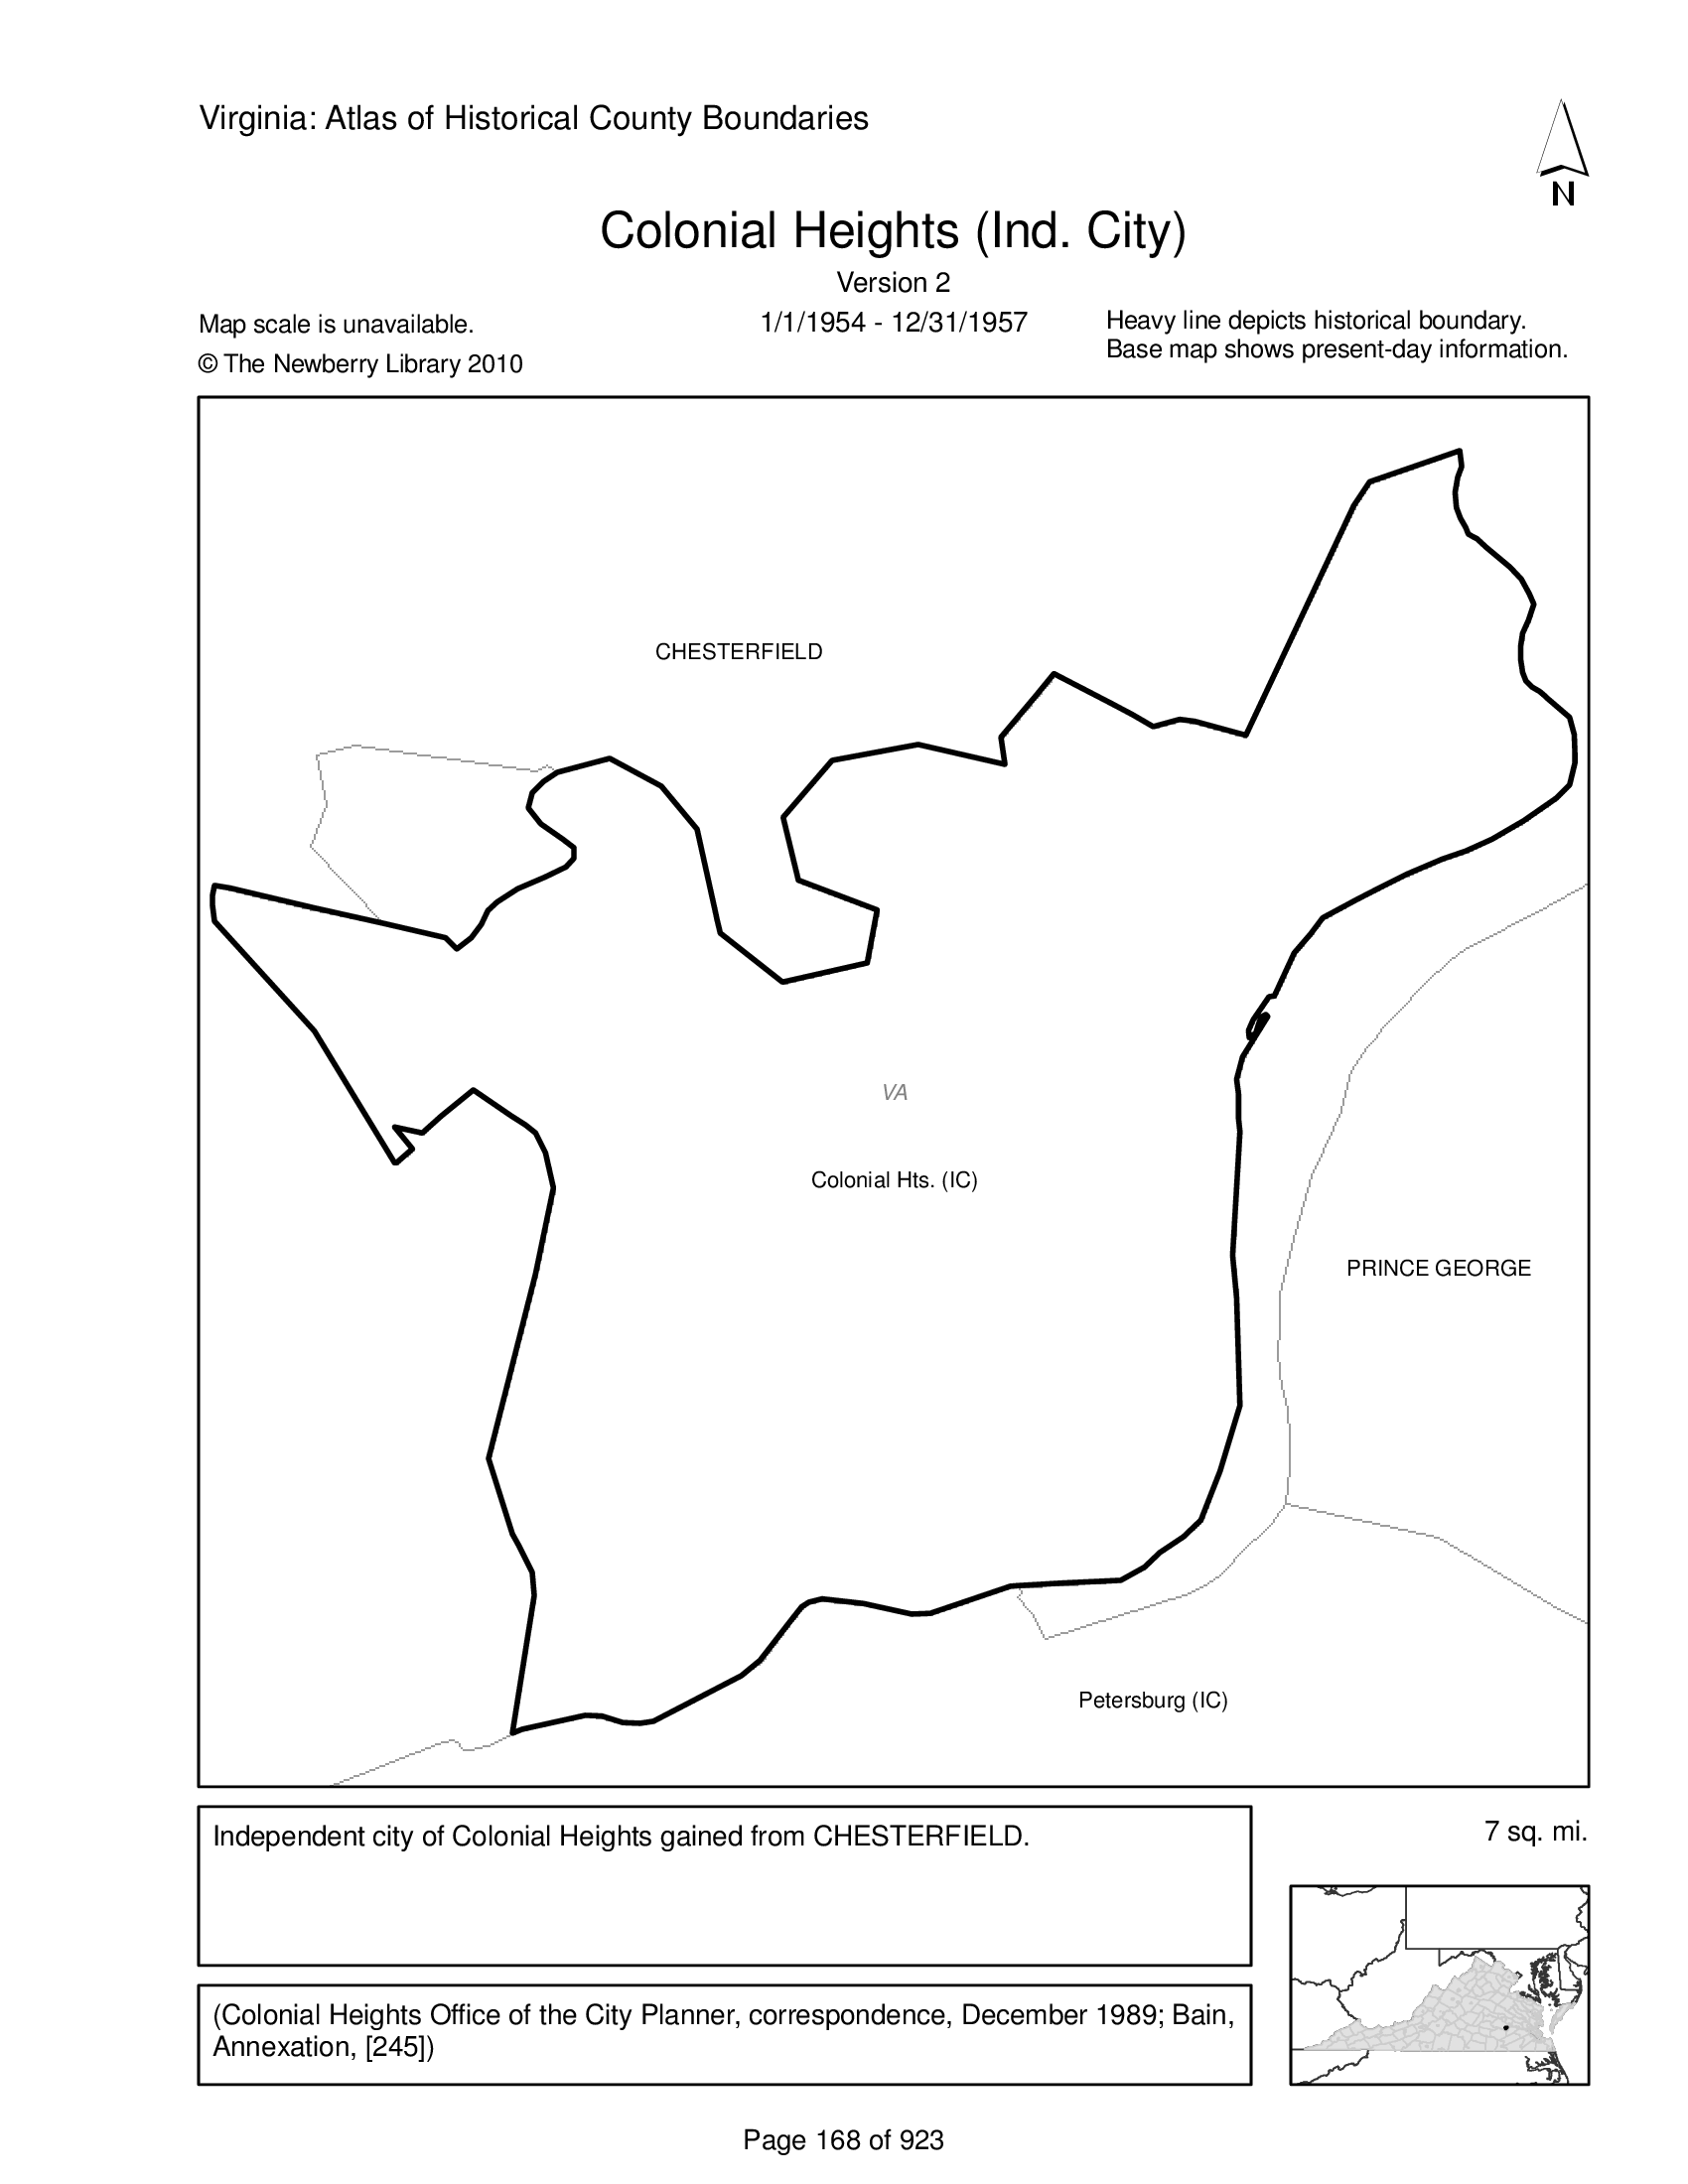 Virginia: Atlas of Historical County Boundaries
N
Colonial Heights (Ind. City)
Version 2
Map scale is unavailable.
1/1/1954 - 12/31/1957
Heavy line depicts historical boundary.
© The Newberry Library 2010
Base map shows present-day information.
CHESTERFIELD
VA
Colonial Hts. (IC)
PRINCE GEORGE
Petersburg (IC)
Independent city of Colonial Heights gained from CHESTERFIELD.
7 sq. mi.
(Colonial Heights Office of the City Planner, correspondence, December 1989; Bain,
Annexation, [245])
Page 168 of 923